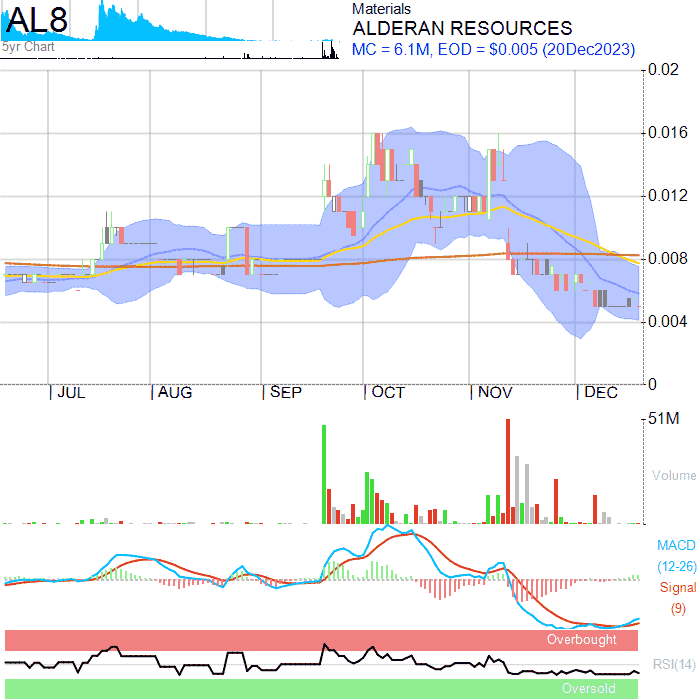 AL8
5yr Chart
Materials
ALDERAN RESOURCES
MC = 6.1M, EOD = $0.005 (20Dec2023)
0.02
0.016
0.012
0.008
0.004
0
JUL AUG SEP OCT NOV DEC
51M
Volume
MACD
(12-26)
Signal
(9)
Overbought
RSI(14)
Oversold